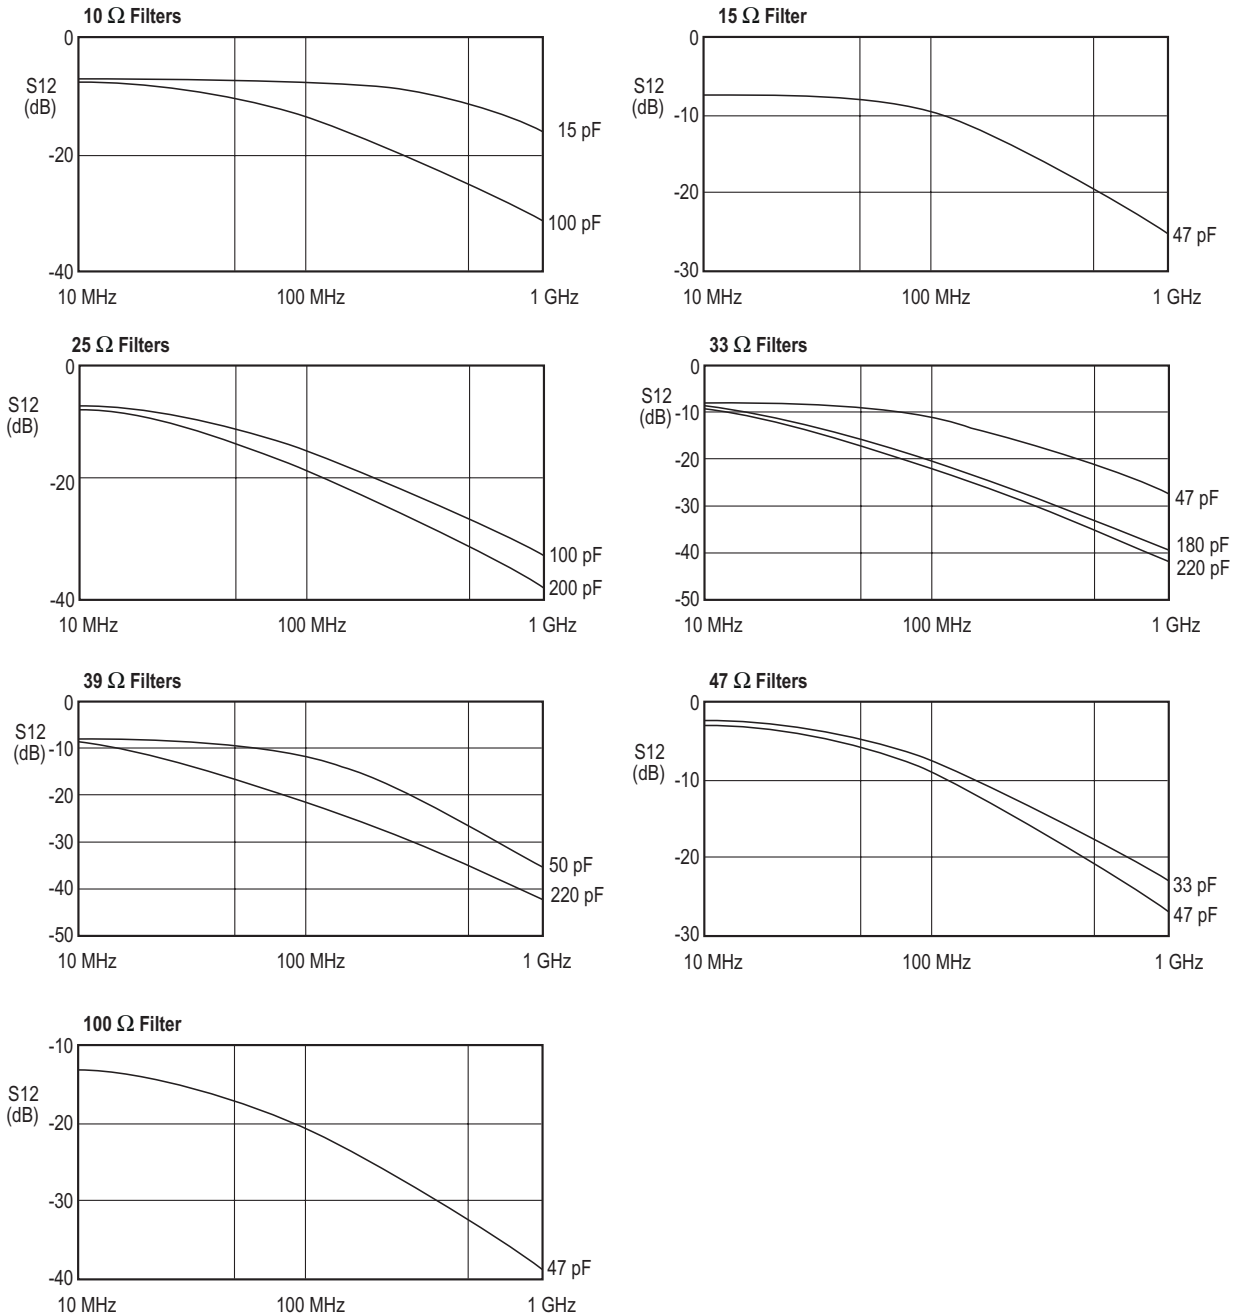 10 Ω Filters
0
S12
(dB)
-20
-40
10 MHz 100 MHz 1 GHz
15 pF
100 pF
15 Ω Filter
0
S12
(dB)
-10
-20
-30
10 MHz 100 MHz 1 GHz
47 pF
25 Ω Filters
0
S12
(dB)
-20
-40
10 MHz 100 MHz 1 GHz
100 pF
200 pF
33 Ω Filters
0
S12
(dB)
-10
-20
-30
-40
-50
10 MHz 100 MHz 1 GHz
47 pF
180 pF
220 pF
39 Ω Filters
0
S12
(dB)
-10
-20
-30
-40
-50
10 MHz 100 MHz 1 GHz
50 pF
220 pF
47 Ω Filters
0
S12
(dB)
-10
-20
-30
10 MHz 100 MHz 1 GHz
33 pF
47 pF
100 Ω Filter
-10
S12
(dB)
-20
-30
-40
10 MHz 100 MHz 1 GHz
47 pF